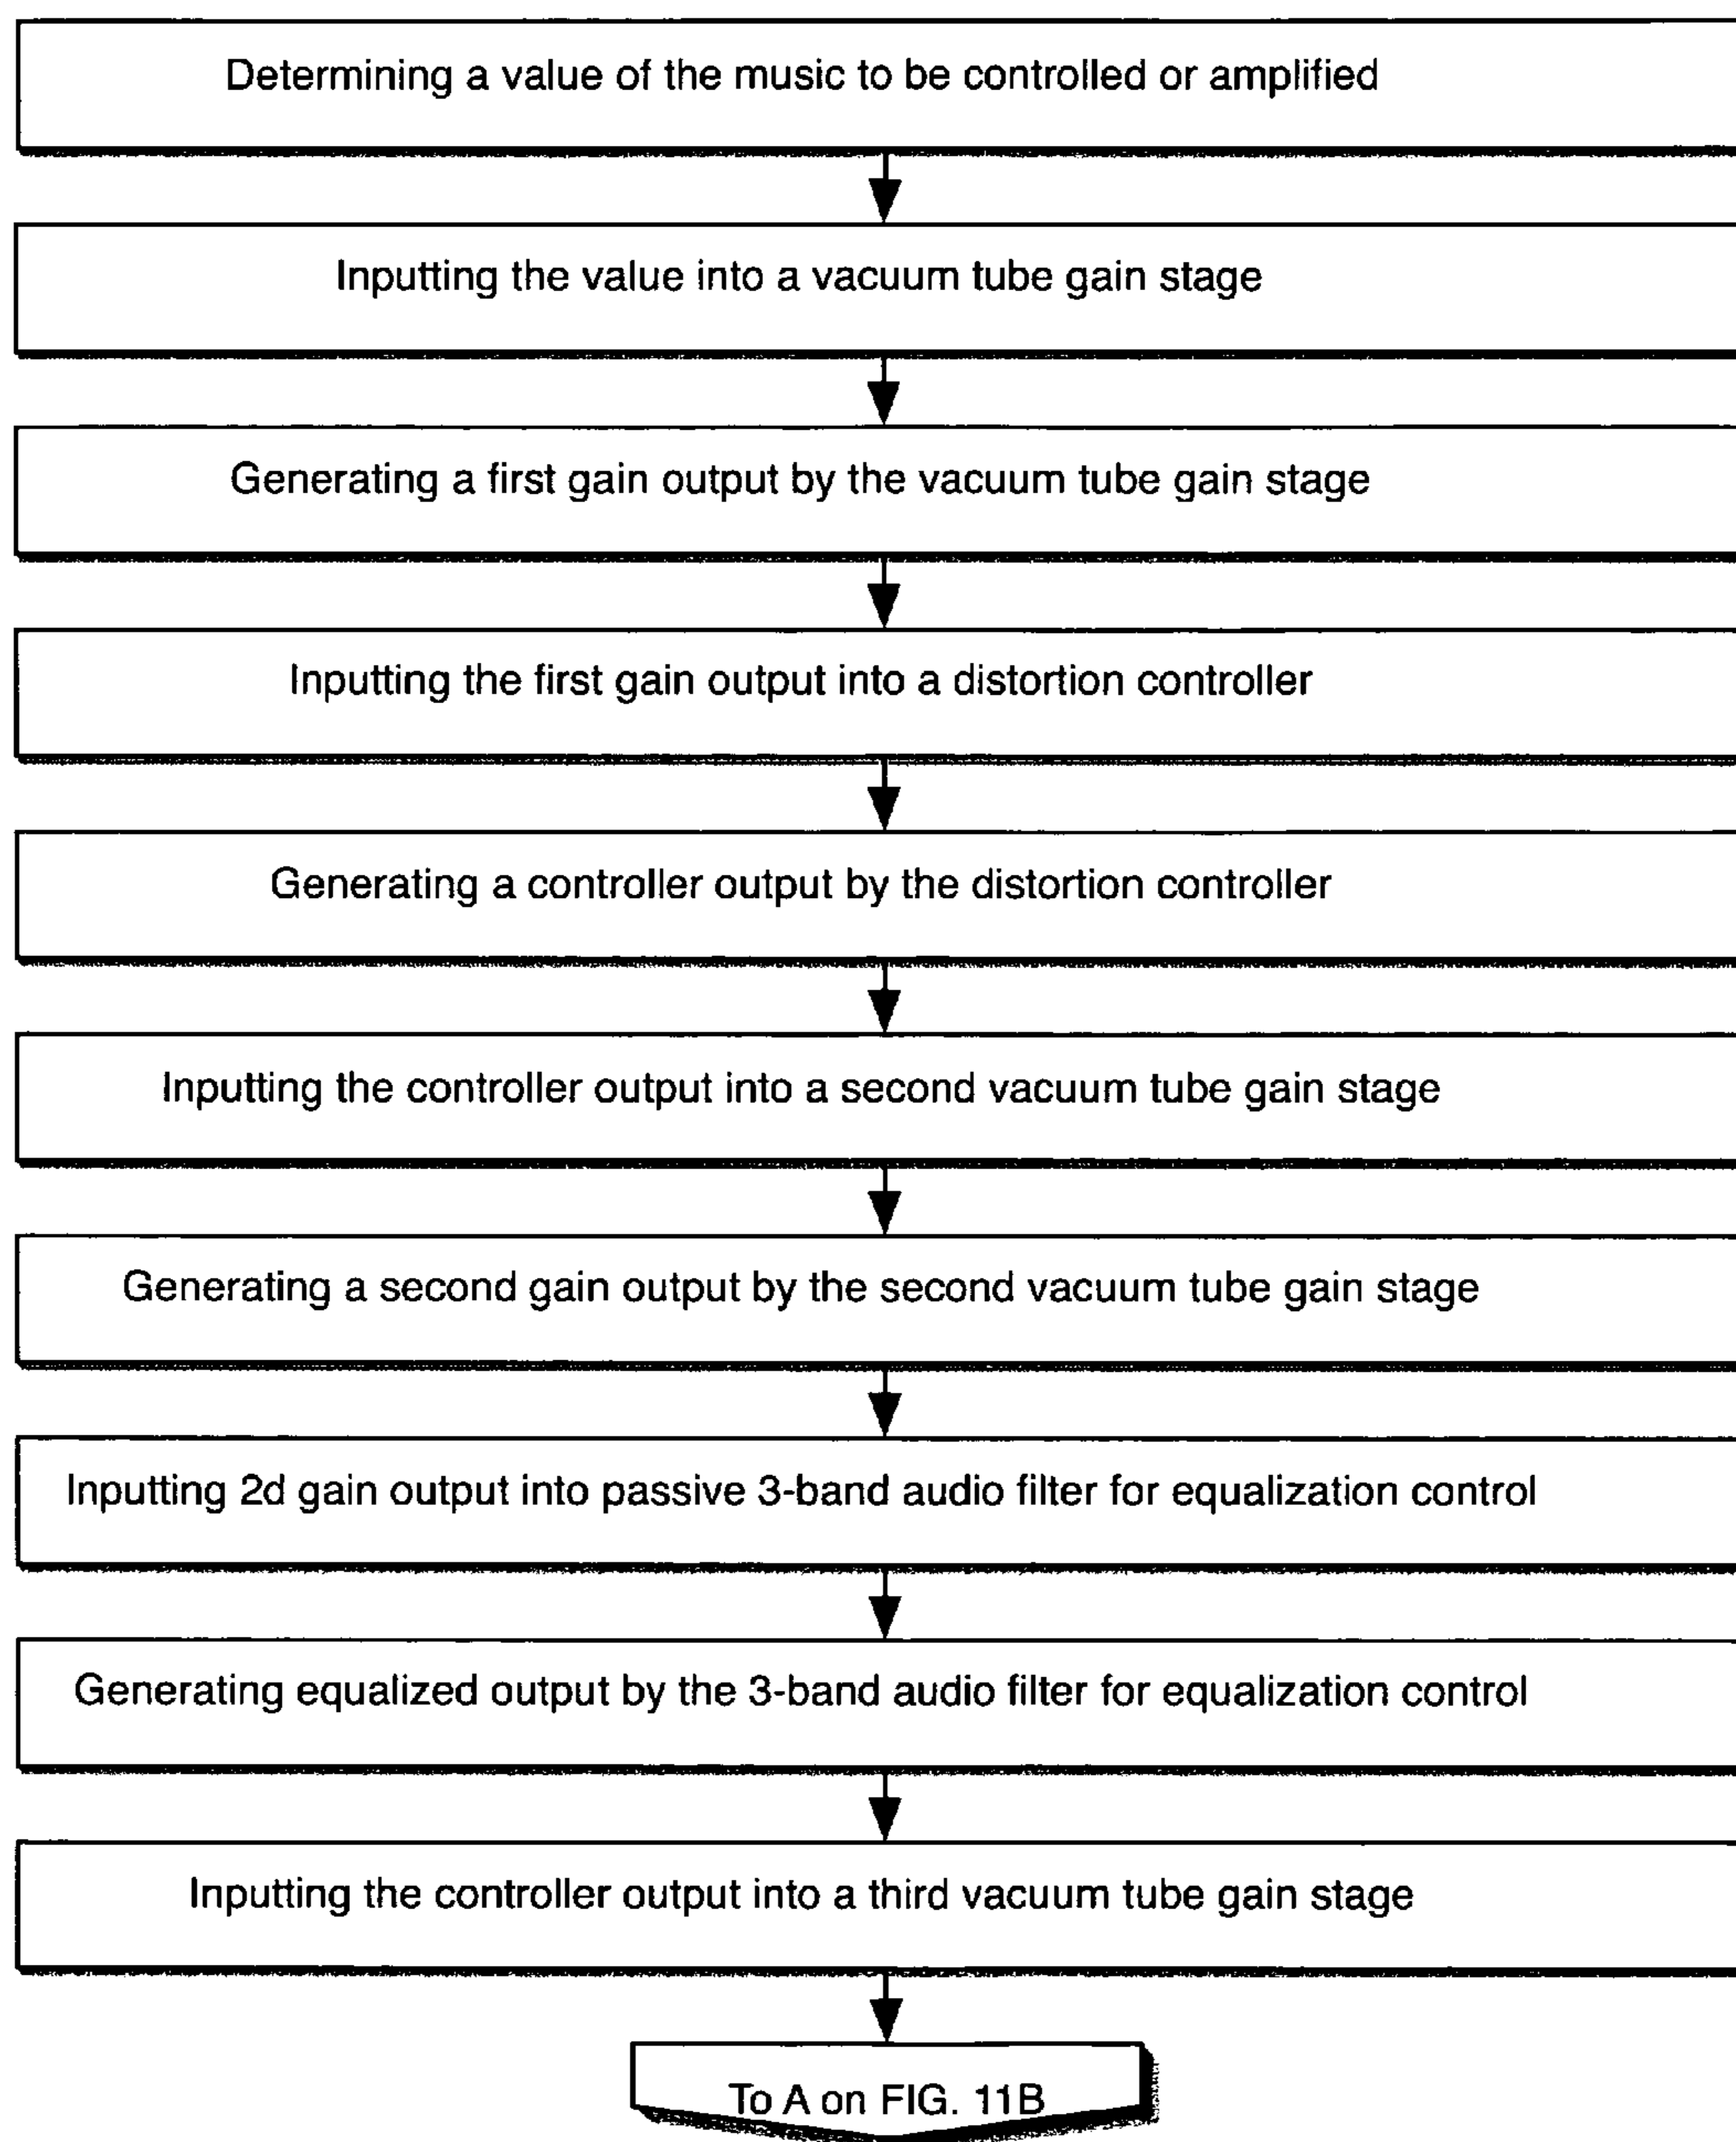 Determining a value of the music to be controlled or amplified
Inputting the value into a vacuum tube gain stage
Generating a first gain output by the vacuum tube gain stage
Inputting the first gain output into a distortion controller
Generating a controller output by the distortion controller
Inputting the controller output into a second vacuum tube gain stage
Generating a second gain output by the second vacuum tube gain stage
Inputting 2d gain output into passive 3-band audio filter for equalization control
Generating equalized output by the 3-band audio filter for equalization control
Inputting the controller output into a third vacuum tube gain stage
To A on FIG. 11B